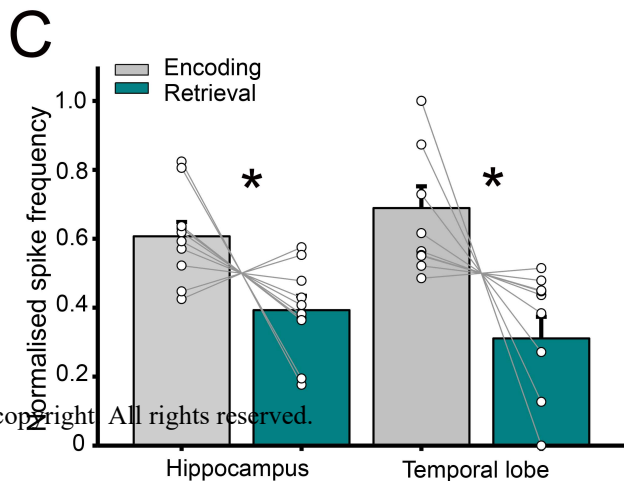 C
Encoding
Retrieval
Normalised spike frequency
1.0
0.8
0.6
0.4
0.2
0
*
*
copyright. All rights reserved.
Hippocampus
Temporal lobe